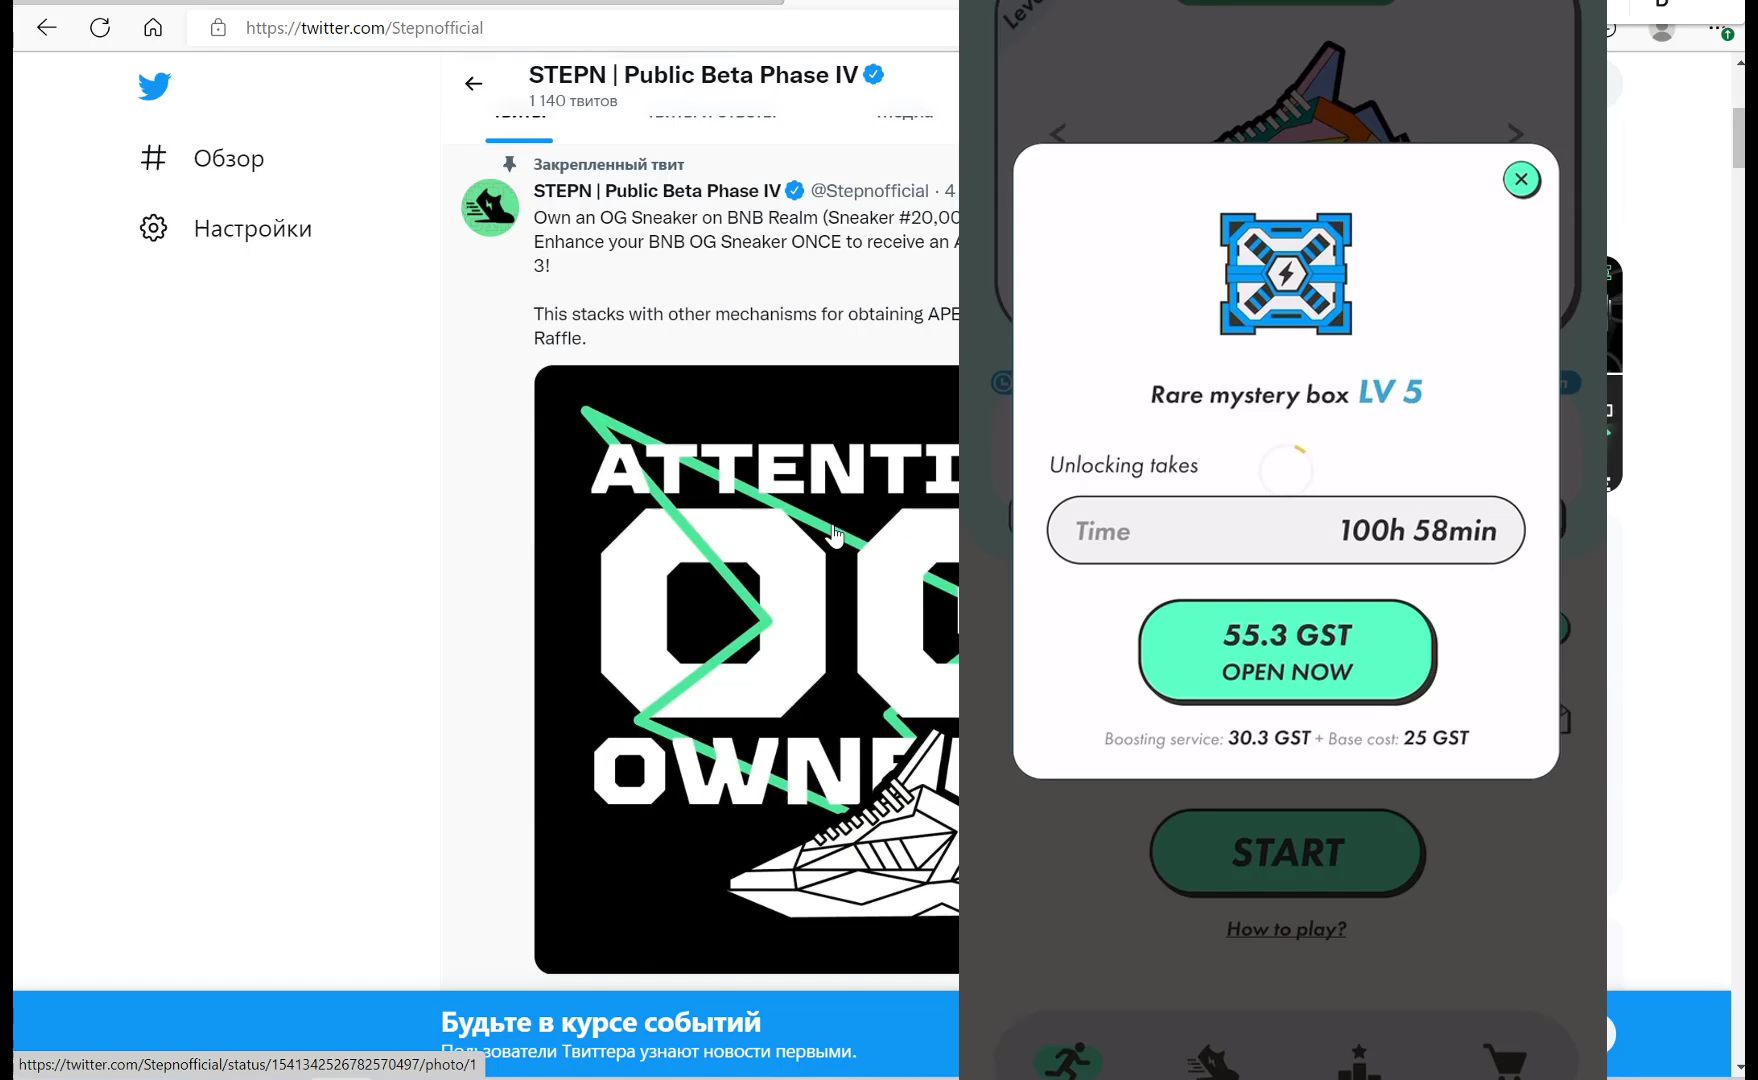 https://twitter.com/Stepnofficial
STEPN | Public Beta Phase IV
1 140 твитов
Обзор
Настройки
Закрепленный твит
STEPN | Public Beta Phase IV @Stepnofficial · 4
Own an OG Sneaker on BNB Realm (Sneaker #20,00
Enhance your BNB OG Sneaker ONCE to receive an A
3!
This stacks with other mechanisms for obtaining APE
Raffle.
ATTENTI
OG
OWNE
Будьте в курсе событий
Пользователи Твиттера узнают новости первыми.
https://twitter.com/Stepnofficial/status/1541342526782570497/photo/1
Rare mystery box LV 5
Unlocking takes
Time 100h 58min
55.3 GST
OPEN NOW
Boosting service: 30.3 GST + Base cost: 25 GST
START
How to play?